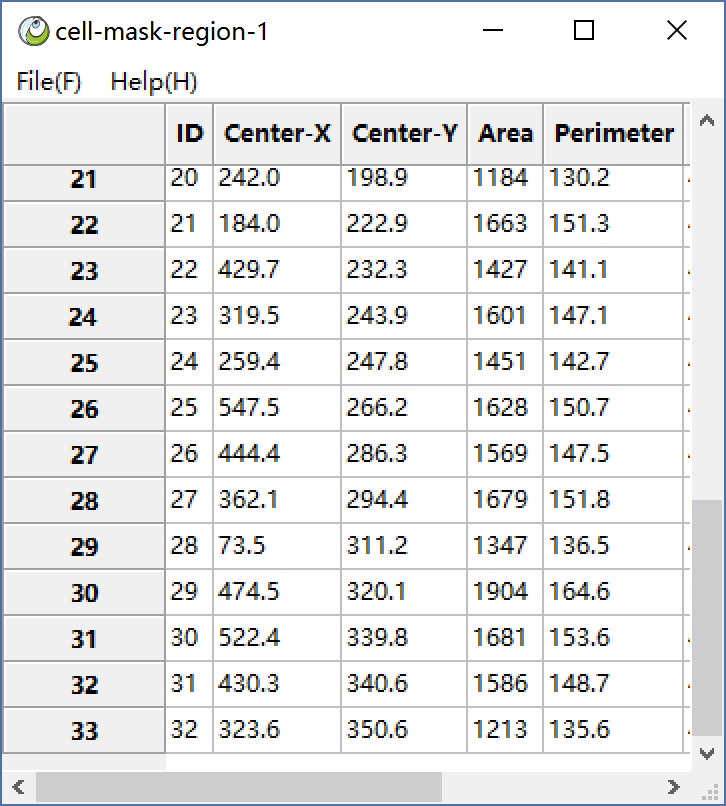 cell-mask-region-1
File(F) Help(H)
ID Center-X Center-Y Area Perimeter
21 20 242.0 198.9 1184 130.2
22 21 184.0 222.9 1663 151.3
23 22 429.7 232.3 1427 141.1
24 23 319.5 243.9 1601 147.1
25 24 259.4 247.8 1451 142.7
26 25 547.5 266.2 1628 150.7
27 26 444.4 286.3 1569 147.5
28 27 362.1 294.4 1679 151.8
29 28 73.5 311.2 1347 136.5
30 29 474.5 320.1 1904 164.6
31 30 522.4 339.8 1681 153.6
32 31 430.3 340.6 1586 148.7
33 32 323.6 350.6 1213 135.6